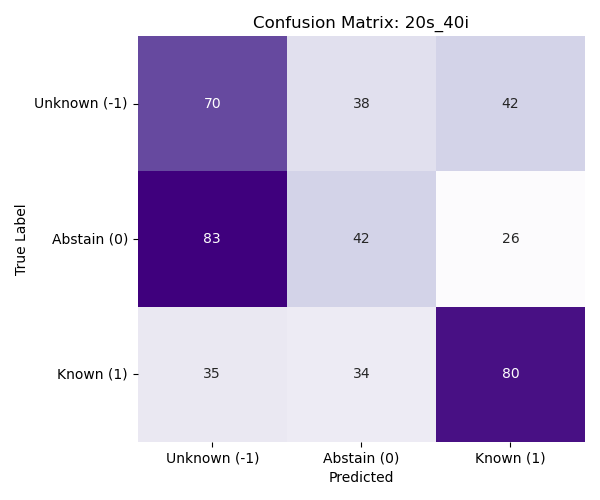 Confusion Matrix: 20s_40i
True Label
Unknown (-1) 70 38 42
Abstain (0) 83 42 26
Known (1) 35 34 80
Unknown (-1) Abstain (0) Known (1)
Predicted